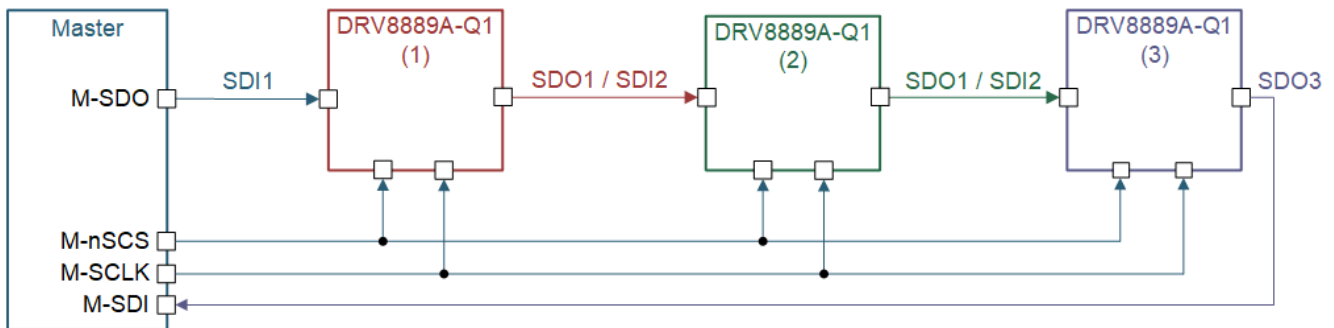 Master
DRV8889A-Q1
(1)
DRV8889A-Q1
(2)
DRV8889A-Q1
(3)
M-SDO
SDI1
SDO1 / SDI2
SDO1 / SDI2
SDO3
M-nSCS
M-SCLK
M-SDI